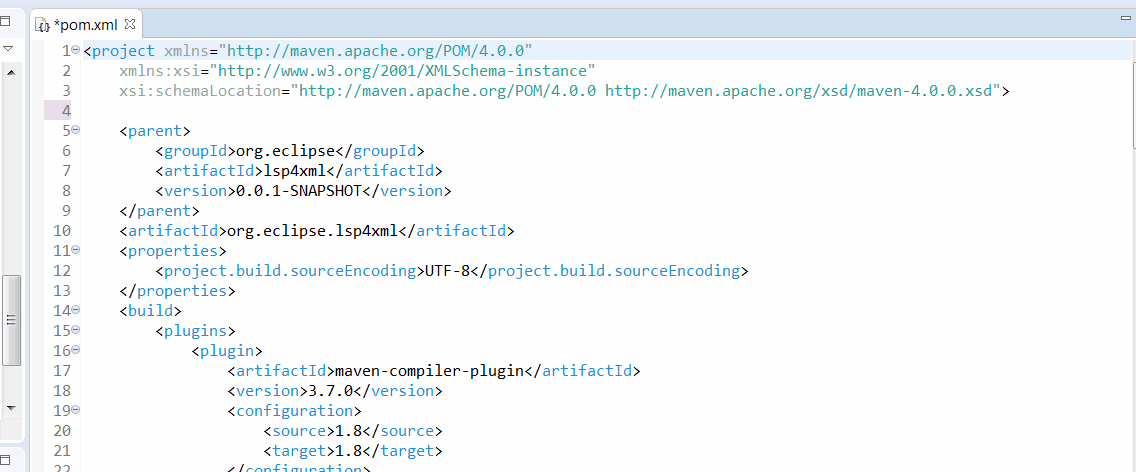 *pom.xml
1 <project xmlns="http://maven.apache.org/POM/4.0.0"
2 xmlns:xsi="http://www.w3.org/2001/XMLSchema-instance"
3 xsi:schemaLocation="http://maven.apache.org/POM/4.0.0 http://maven.apache.org/xsd/maven-4.0.0.xsd">
4
5 <parent>
6 <groupId>org.eclipse</groupId>
7 <artifactId>lsp4xml</artifactId>
8 <version>0.0.1-SNAPSHOT</version>
9 </parent>
10 <artifactId>org.eclipse.lsp4xml</artifactId>
11 <properties>
12 <project.build.sourceEncoding>UTF-8</project.build.sourceEncoding>
13 </properties>
14 <build>
15 <plugins>
16 <plugin>
17 <artifactId>maven-compiler-plugin</artifactId>
18 <version>3.7.0</version>
19 <configuration>
20 <source>1.8</source>
21 <target>1.8</target>
22 </configuration>